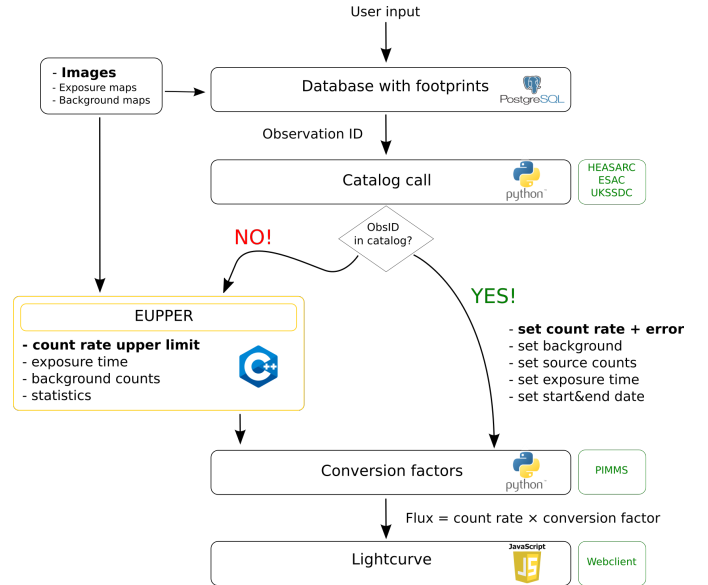 User input
- Images
- Exposure maps
- Background maps
Database with footprints
PostgreSQL
Observation ID
Catalog call
python™
HEASARC
ESAC
UKSSDC
ObsID
in catalog?
NO!
YES!
EUPPER
- count rate upper limit
- exposure time
- background counts
- statistics
C++
- set count rate + error
- set background
- set source counts
- set exposure time
- set start&end date
Conversion factors
python™
PIMMS
Flux = count rate × conversion factor
Lightcurve
JavaScript
JS
Webclient